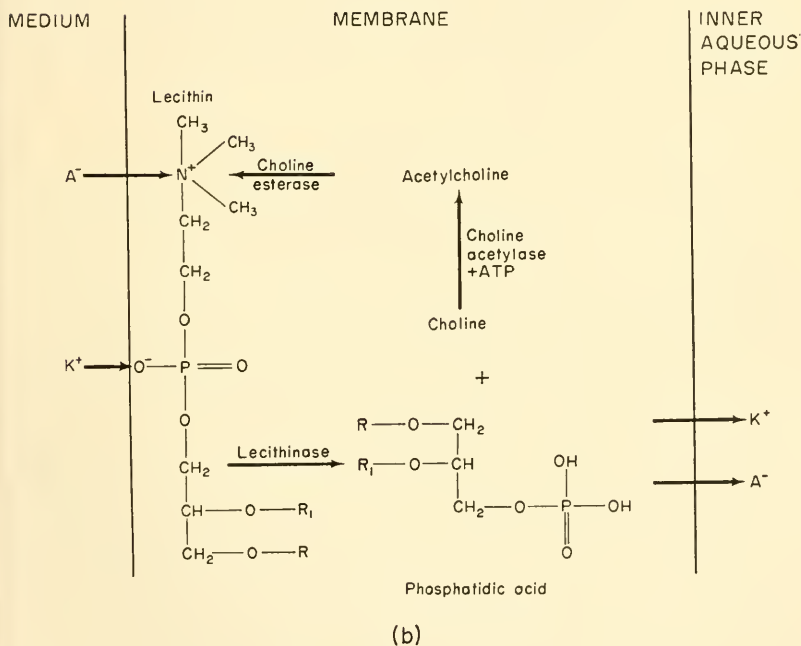 MEDIUM
MEMBRANE
INNER
AQUEOUS
PHASE
Lecithin
CH₃
CH₃
A⁻
N⁺
Choline
esterase
Acetylcholine
CH₃
CH₂
Choline
acetylase
+ATP
CH₂
O
Choline
K⁺
O⁻
P
O
+
K⁺
O
R
O
CH₂
Lecithinase
OH
CH₂
R₁
O
CH
A⁻
CH
O
R₁
CH₂
O
P
OH
CH₂
O
R
O
Phosphatidic acid
(b)